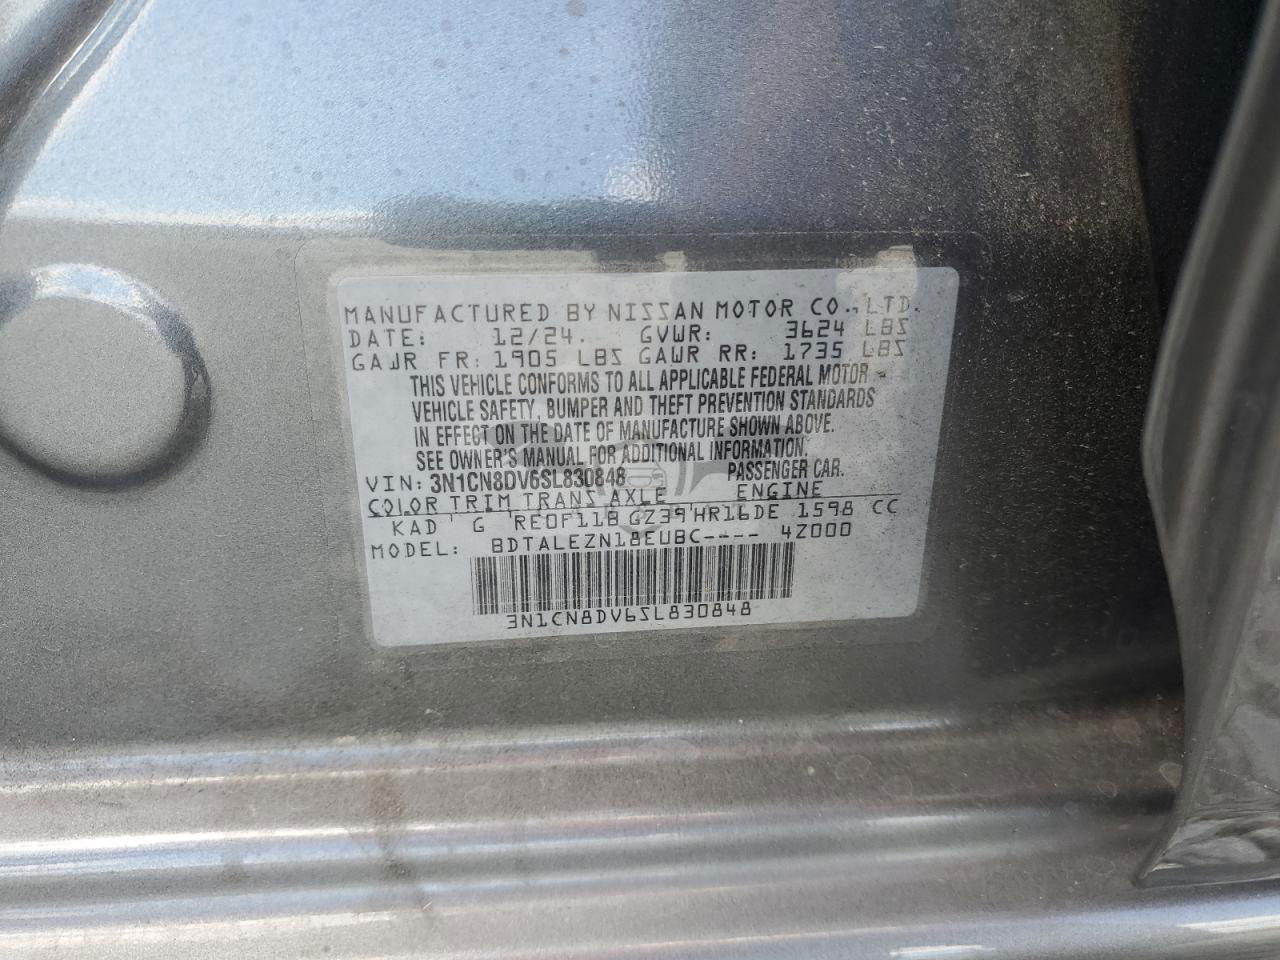 MANUFACTURED BY NISSAN MOTOR CO., LTD.
DATE: 12/24. GVWR: 3624 LBS
GAWR FR: 1905 LBS GAWR RR: 1735 LBS
THIS VEHICLE CONFORMS TO ALL APPLICABLE FEDERAL MOTOR
VEHICLE SAFETY, BUMPER AND THEFT PREVENTION STANDARDS
IN EFFECT ON THE DATE OF MANUFACTURE SHOWN ABOVE.
SEE OWNER'S MANUAL FOR ADDITIONAL INFORMATION.
VIN: 3N1CN8DV6SL830848 PASSENGER CAR.
COLOR TRIM TRANS AXLE ENGINE
KAD G RE0F11B GZ39 HR16DE 1598 CC
MODEL: BDTALEZN18EUBC---- 4Z000
3N1CN8DV6SL830848